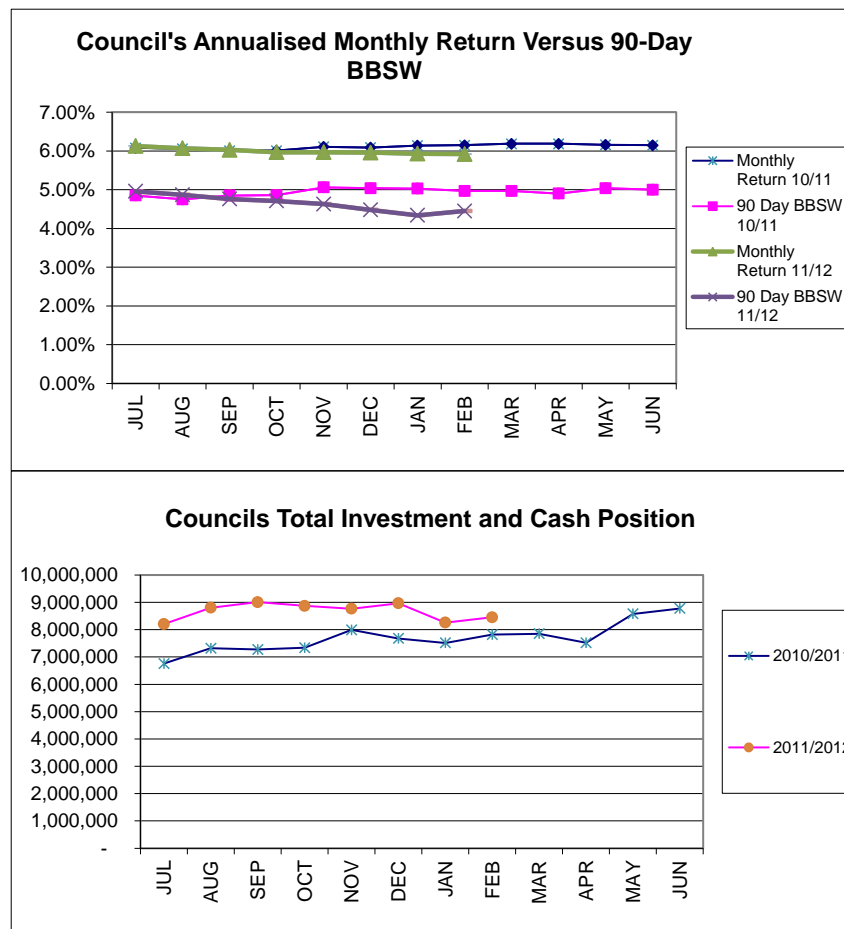 Council's Annualised Monthly Return Versus 90-Day
BBSW
7.00%
6.00%
5.00%
4.00%
3.00%
2.00%
1.00%
0.00%
JUL
AUG
SEP
OCT
NOV
DEC
JAN
FEB
MAR
APR
MAY
JUN
Monthly
Return 10/11
90 Day BBSW
10/11
Monthly
Return 11/12
90 Day BBSW
11/12
Councils Total Investment and Cash Position
10,000,000
9,000,000
8,000,000
7,000,000
6,000,000
5,000,000
4,000,000
3,000,000
2,000,000
1,000,000
-
JUL
AUG
SEP
OCT
NOV
DEC
JAN
FEB
MAR
APR
MAY
JUN
2010/2011
2011/2012